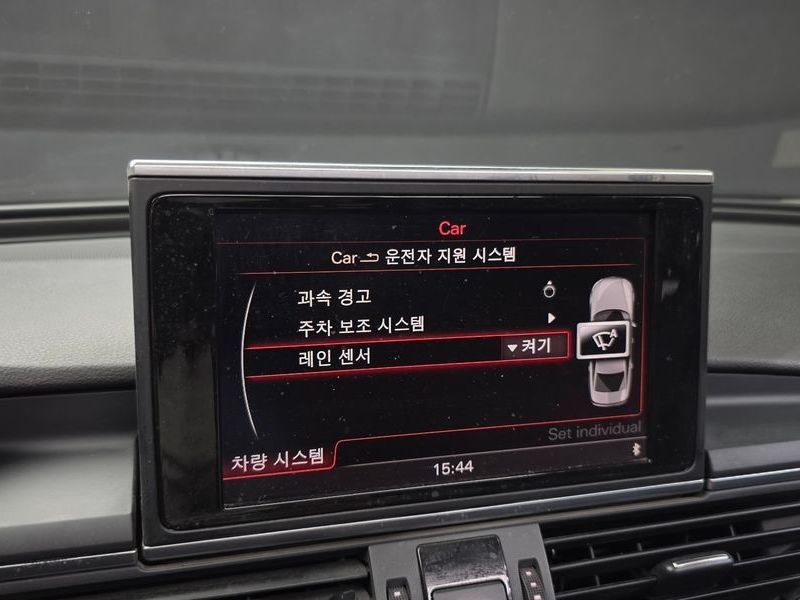 Car
Car 운전자 지원 시스템
과속 경고
주차 보조 시스템
레인 센서 켜기
A
Set individual
차량 시스템
15:44